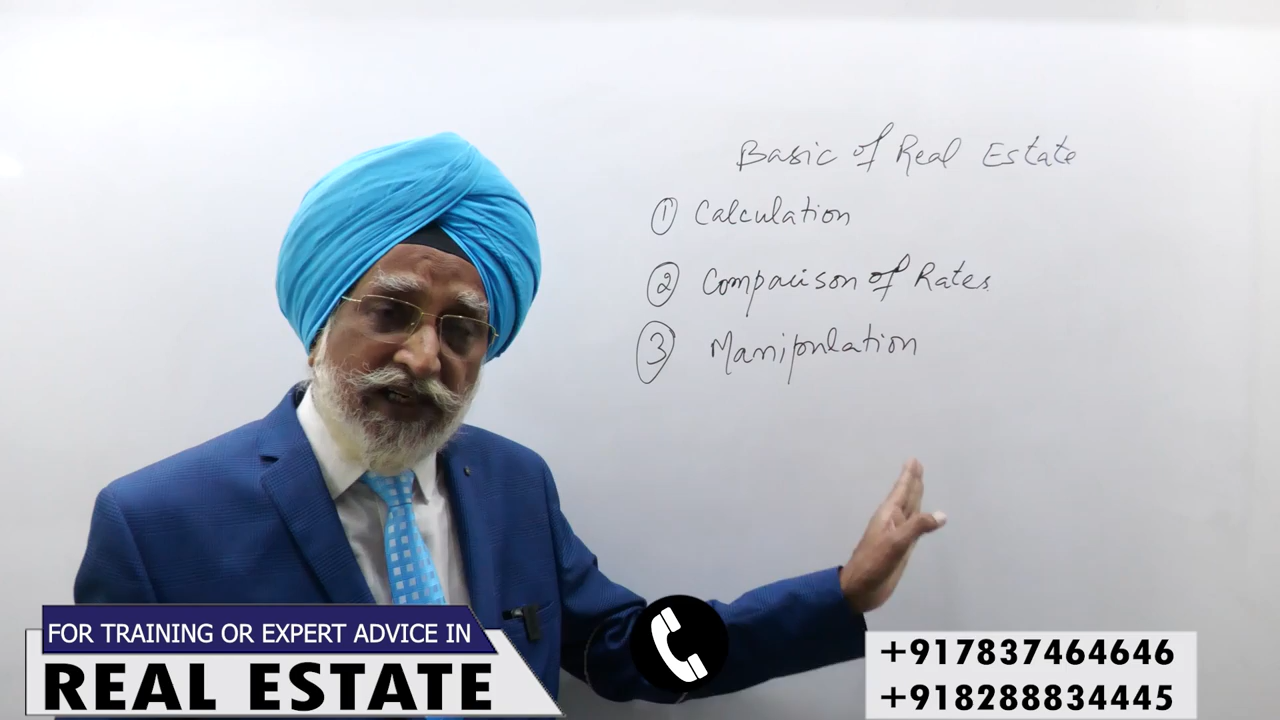 Basic of Real Estate
① Calculation
② Comparison of Rates
③ Manipulation
FOR TRAINING OR EXPERT ADVICE IN
REAL ESTATE
+917837464646
+918288834445